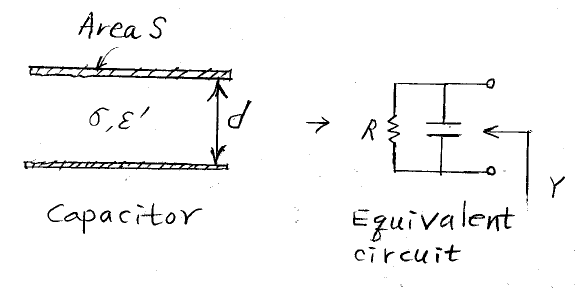 Area S
σ, ε'
d
→
R
Y
Capacitor
Equivalent
circuit